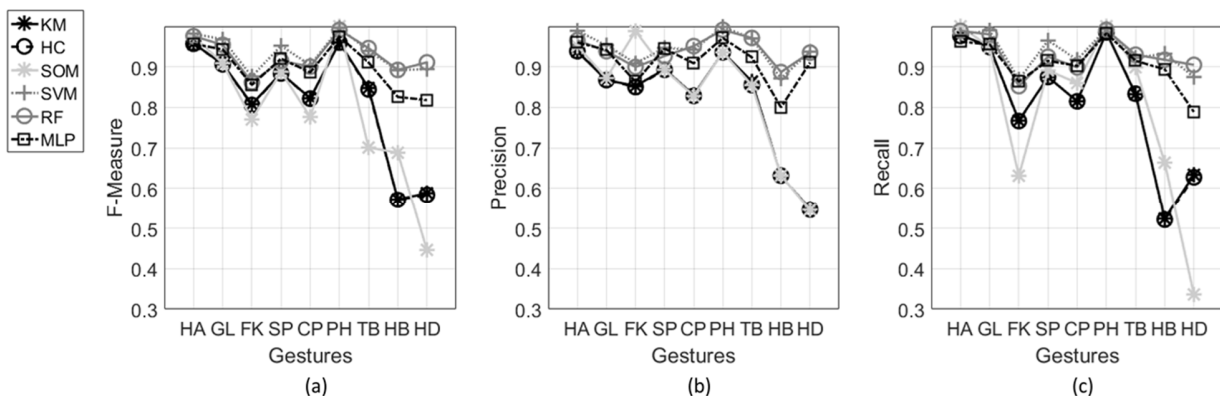 KM
HC
SOM
SVM
RF
MLP
F-Measure
0.9
0.8
0.7
0.6
0.5
0.4
0.3
HA GL FK SP CP PH TB HB HD
Gestures
(a)
Precision
0.9
0.8
0.7
0.6
0.5
0.4
0.3
HA GL FK SP CP PH TB HB HD
Gestures
(b)
Recall
0.9
0.8
0.7
0.6
0.5
0.4
0.3
HA GL FK SP CP PH TB HB HD
Gestures
(c)